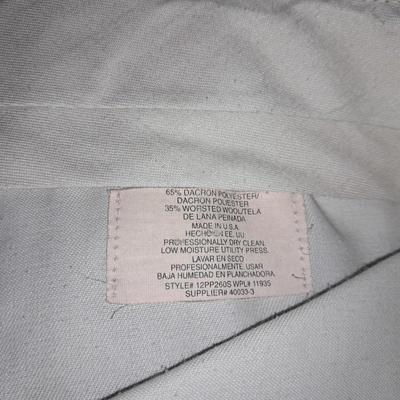 65% DACRON POLYESTER/
DACRON POLIESTER
35% WORSTED WOOL/TELA
DE LANA PEINADA
MADE IN U.S.A.
HECHO EN EE. UU.
PROFESSIONALLY DRY CLEAN.
LOW MOISTURE UTILITY PRESS.
LAVAR EN SECO
PROFESIONALMENTE. USAR
BAJA HUMEDAD EN PLANCHADORA.
STYLE# 12PP260S WPL# 11935
SUPPLIER# 40033-3